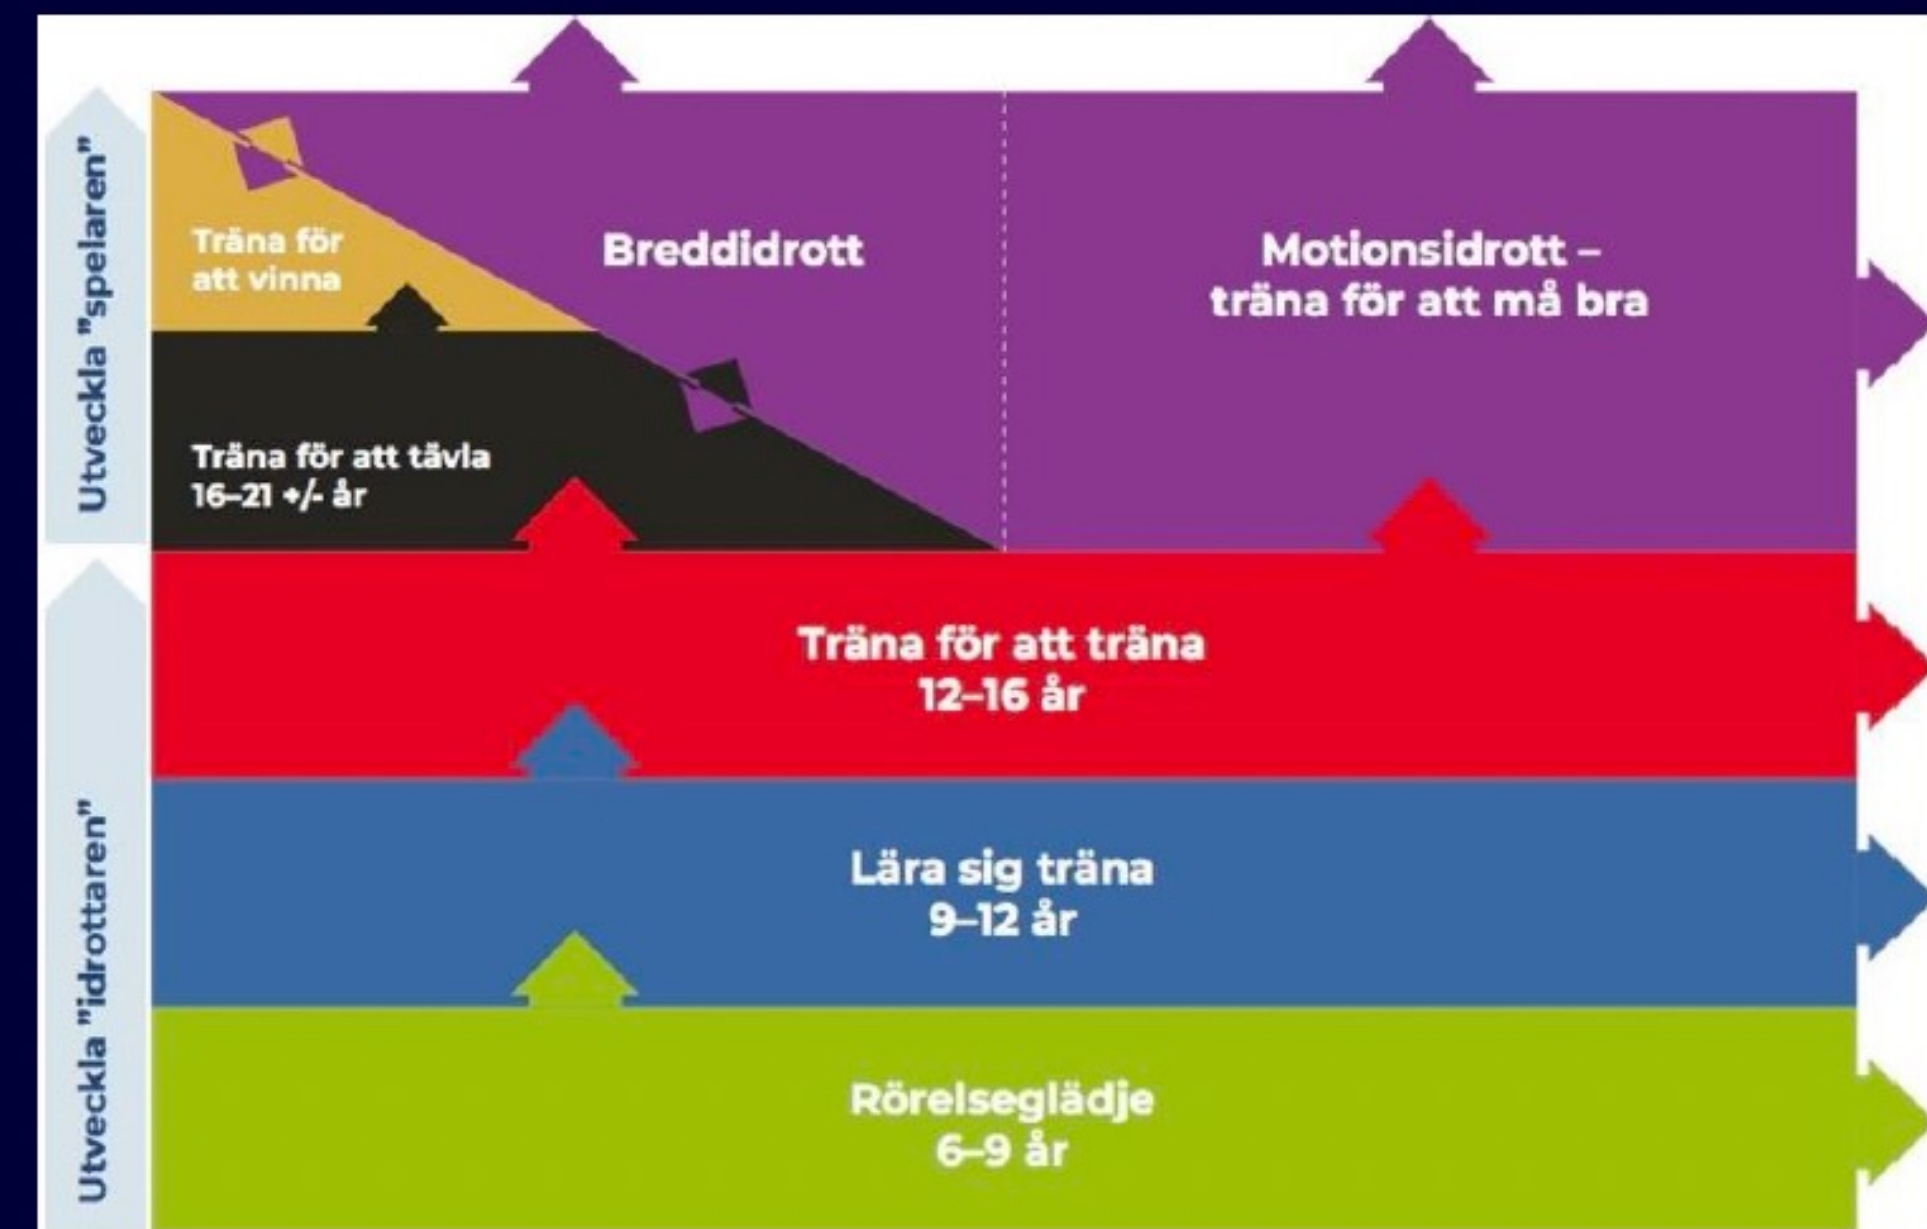 Utveckla ”spelaren”
Träna för
att vinna
Breddidrott
Motionsidrott –
träna för att må bra
Träna för att tävla
16–21 +/- år
Utveckla ”idrottaren”
Träna för att träna
12–16 år
Lära sig träna
9–12 år
Rörelseglädje
6–9 år